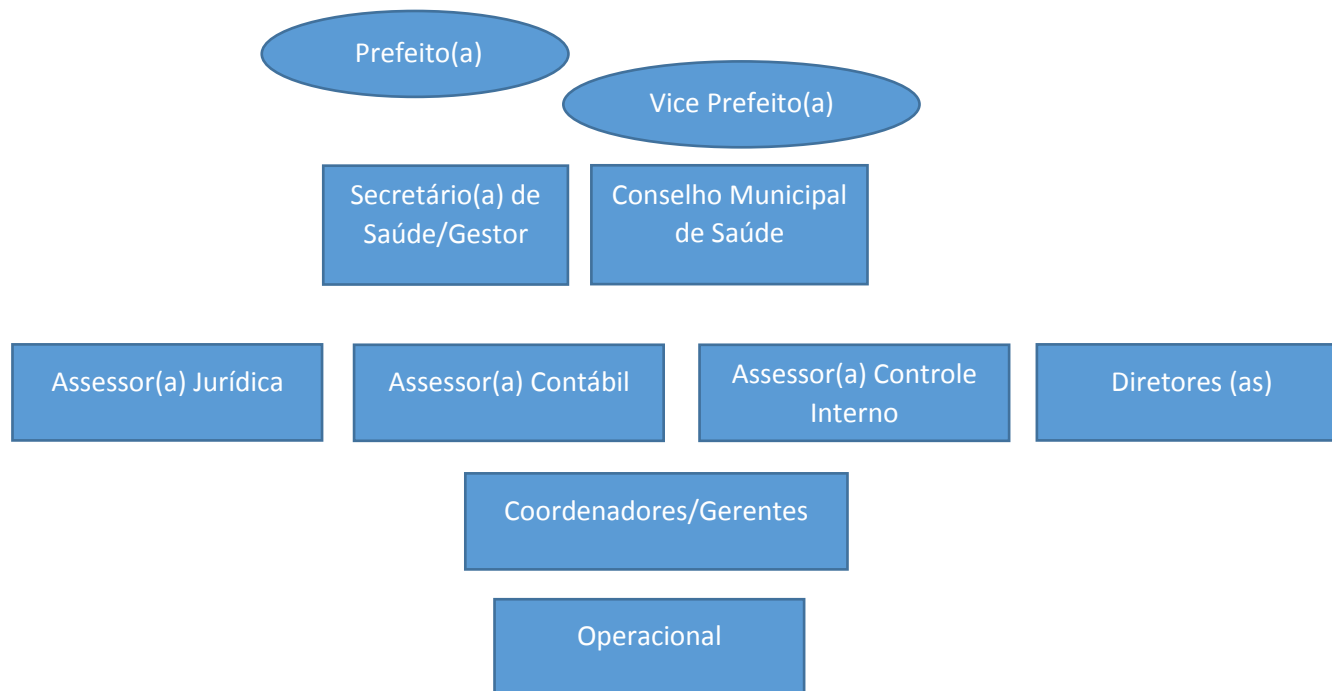 Prefeito(a)
Vice Prefeito(a)
Secretário(a) de
Saúde/Gestor
Conselho Municipal
de Saúde
Assessor(a) Jurídica
Assessor(a) Contábil
Assessor(a) Controle
Interno
Diretores (as)
Coordenadores/Gerentes
Operacional